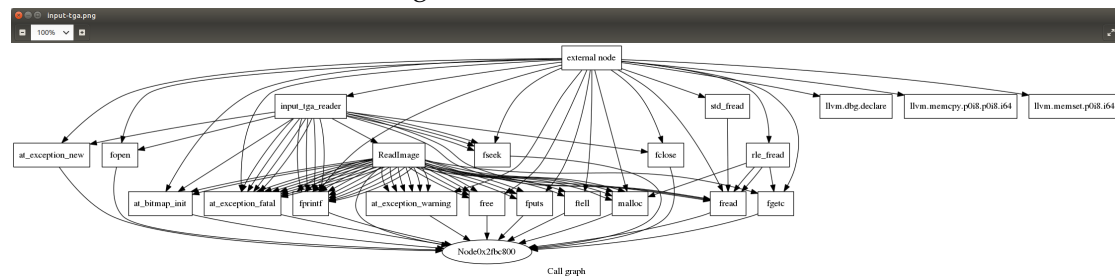 input-tga.png
100%
external node
input_tga_reader
std_fread
llvm.dbg.declare
llvm.memcpy.p0i8.p0i8.i64
llvm.memset.p0i8.i64
at_exception_new
fopen
ReadImage
fseek
fclose
rle_fread
at_bitmap_init
at_exception_fatal
fprintf
at_exception_warning
free
fputs
ftell
malloc
fread
fgetc
Node0x2fbc800
Call graph